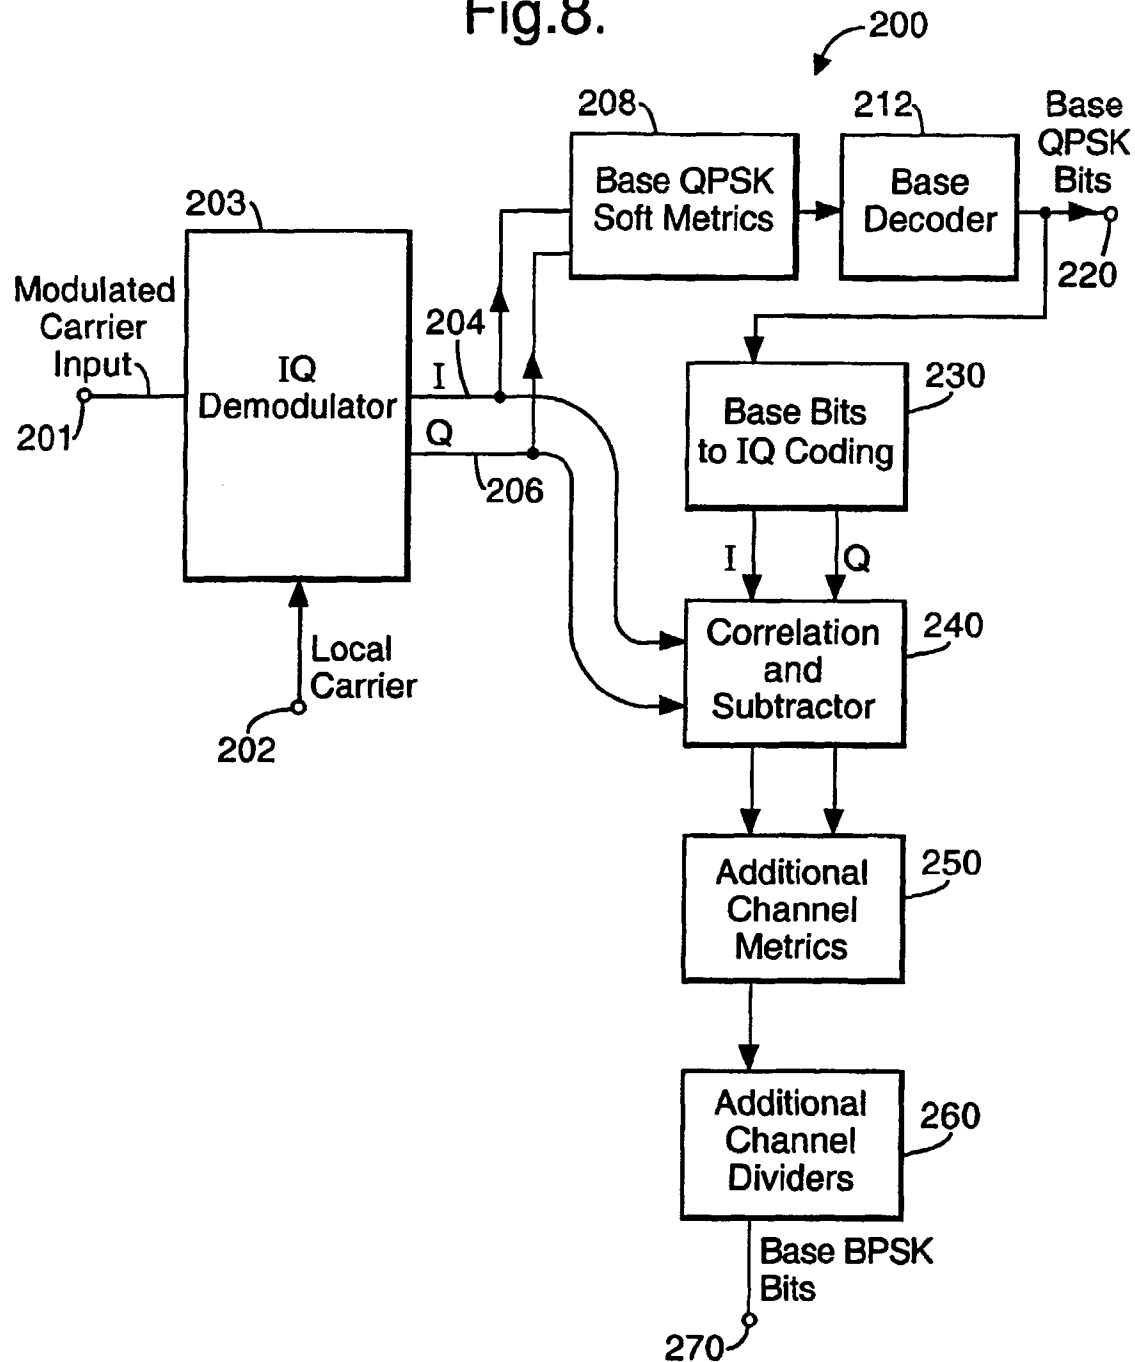 Fig.8.
200
208
212
Base
QPSK
Bits
Base QPSK
Soft Metrics
Base
Decoder
220
203
Modulated
Carrier
Input
201
IQ
Demodulator
204
I
Q
206
230
Base Bits
to IQ Coding
I
Q
Local
Carrier
202
Correlation
and
Subtractor
240
Additional
Channel
Metrics
250
Additional
Channel
Dividers
260
Base BPSK
Bits
270